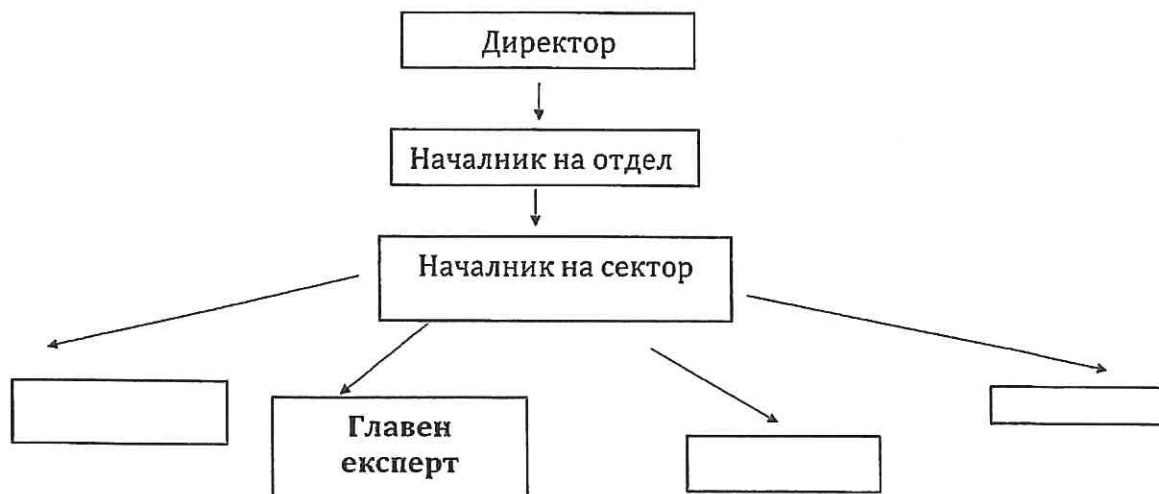 Директор
Началник на отдел
Началник на сектор
Главен
експерт